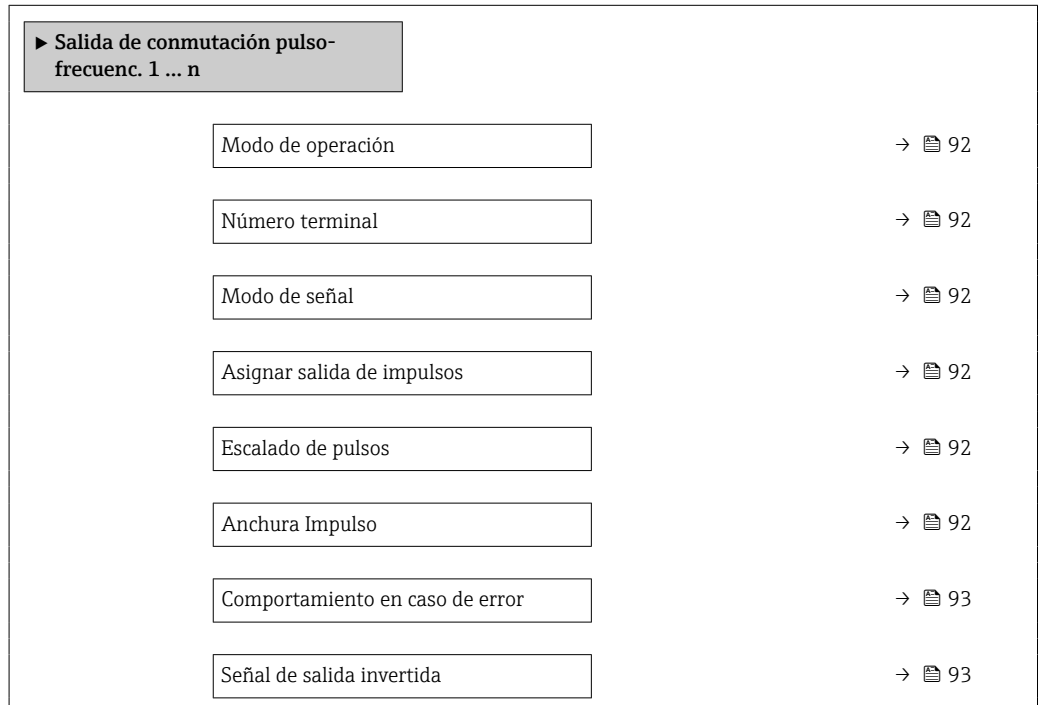 ▶ Salida de conmutación pulso-
frecuenc. 1 ... n
Modo de operación → 92
Número terminal → 92
Modo de señal → 92
Asignar salida de impulsos → 92
Escalado de pulsos → 92
Anchura Impulso → 92
Comportamiento en caso de error → 93
Señal de salida invertida → 93